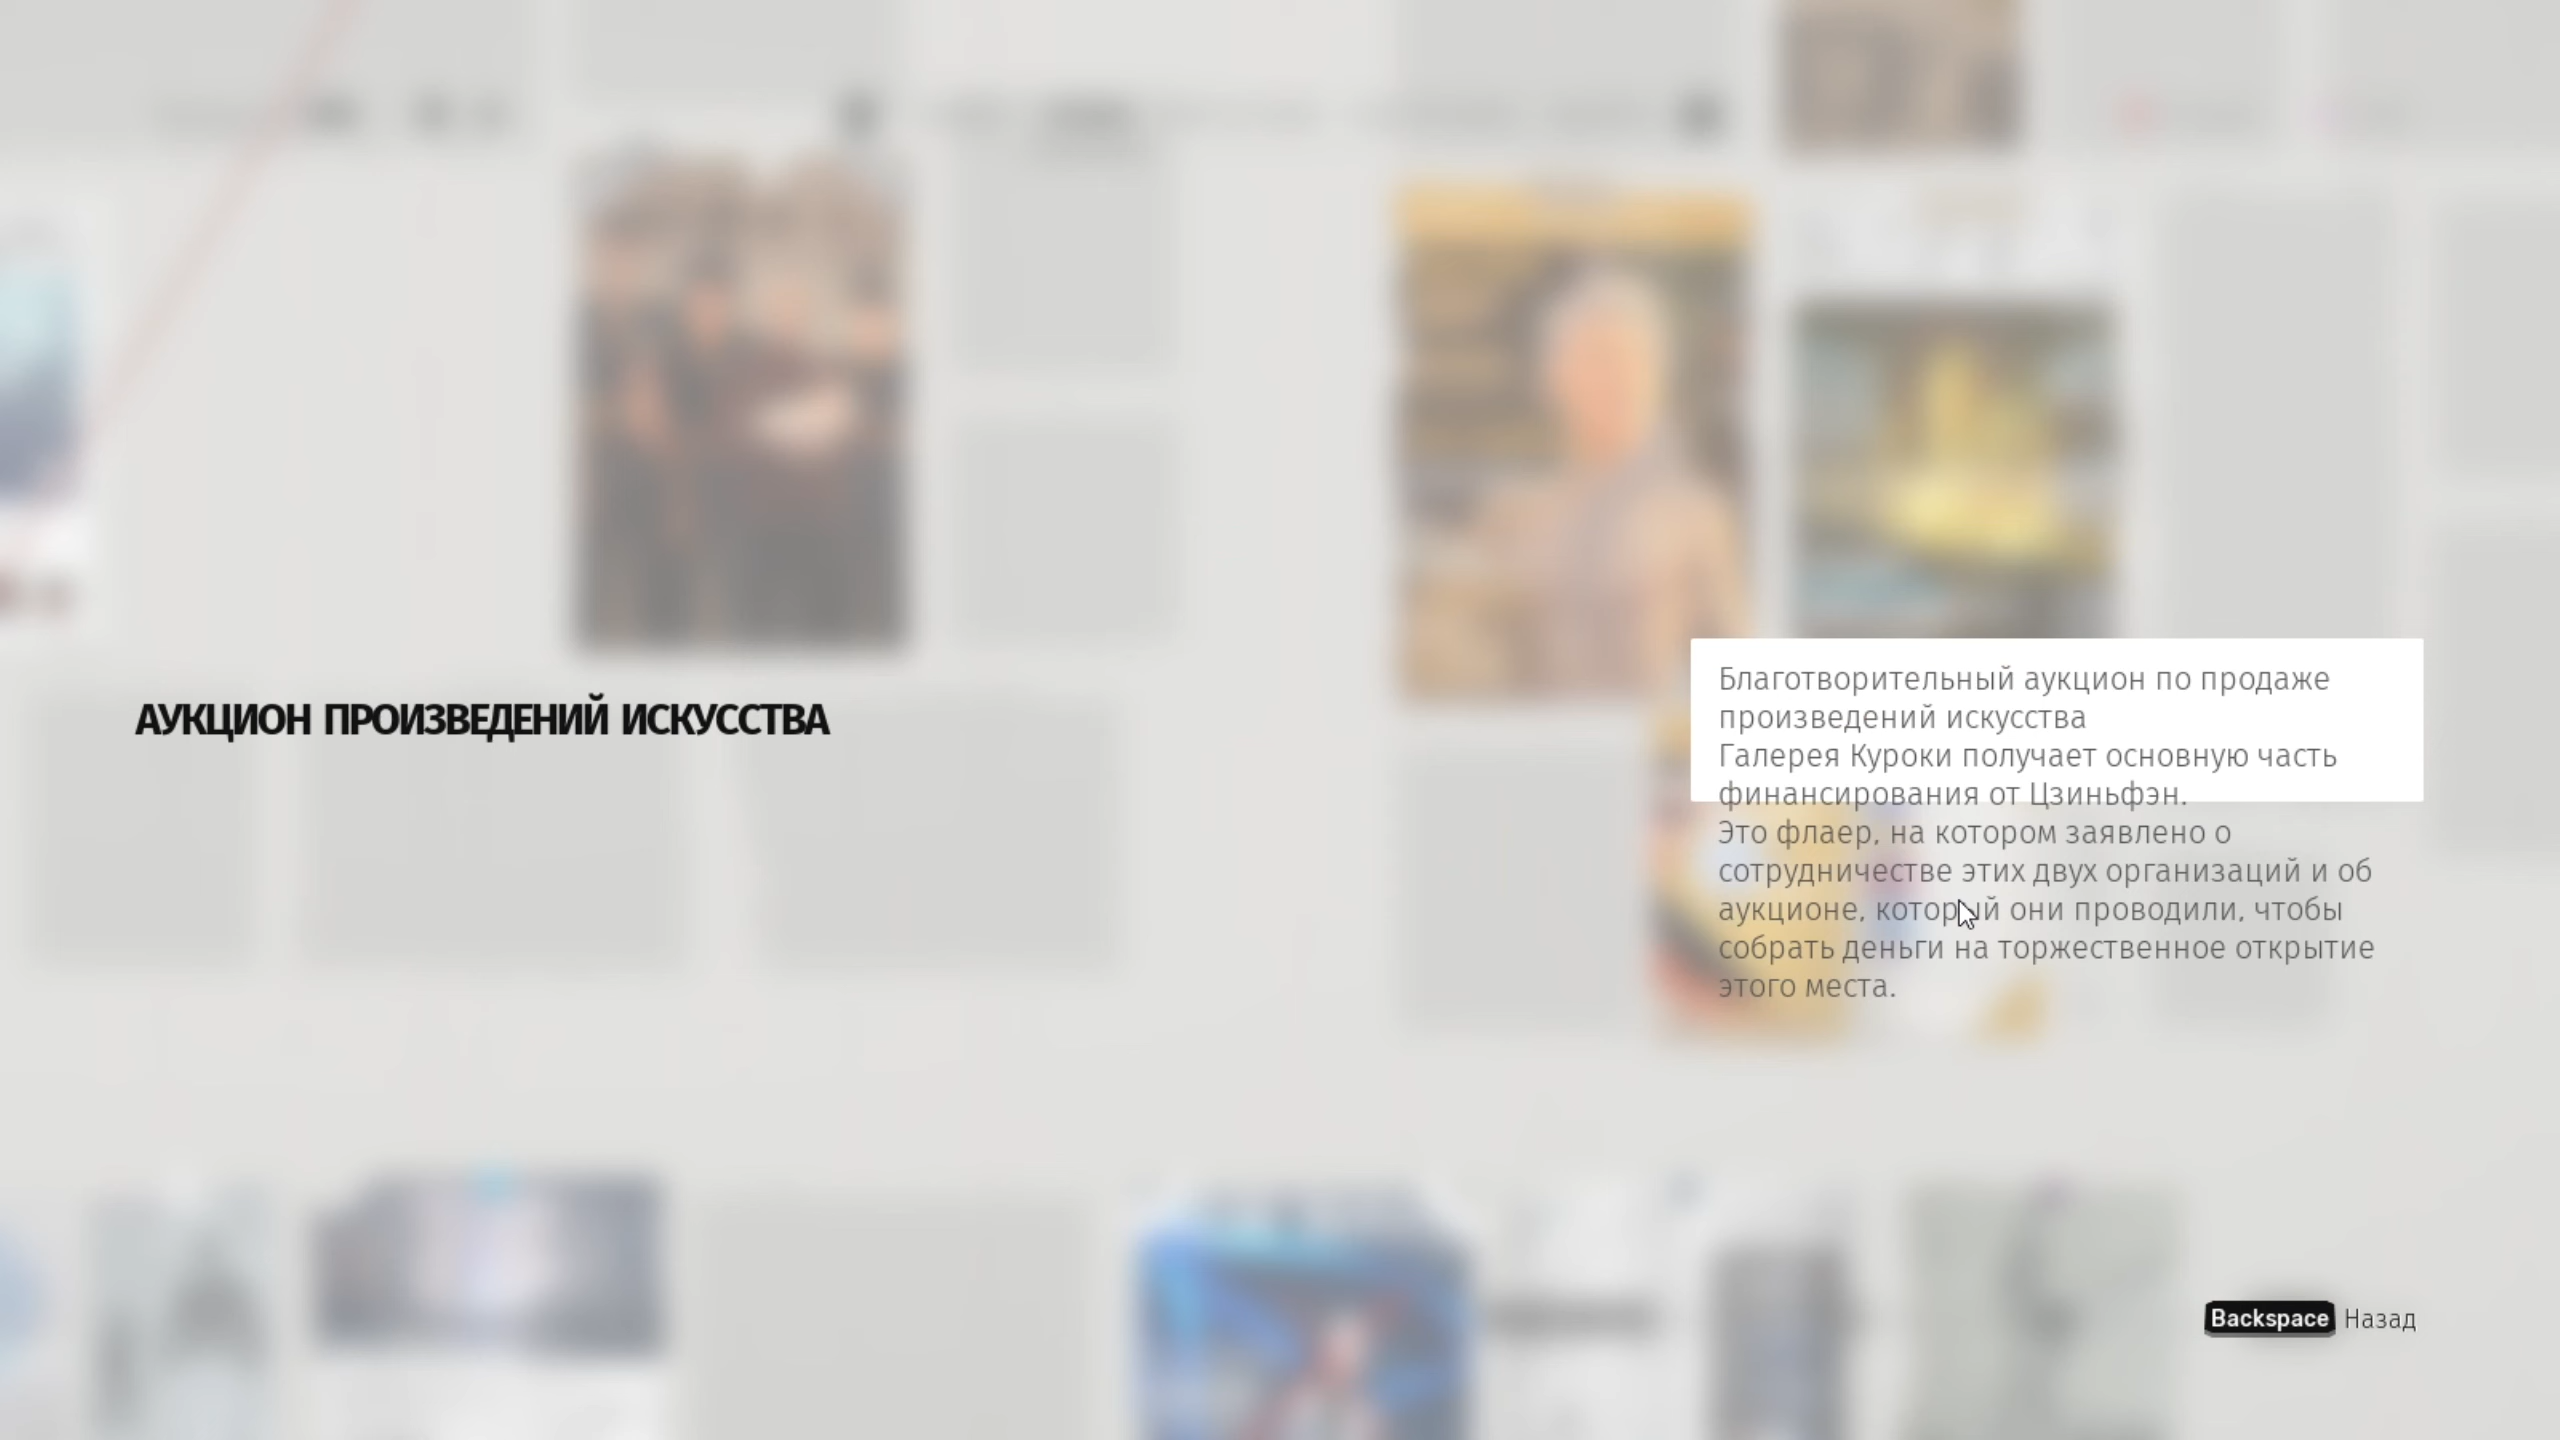 АУКЦИОН ПРОИЗВЕДЕНИЙ ИСКУССТВА
Благотворительный аукцион по продаже
произведений искусства
Галерея Куроки получает основную часть
финансирования от Цзиньфэн.
Это флаер, на котором заявлено о
сотрудничестве этих двух организаций и об
аукционе, который они проводили, чтобы
собрать деньги на торжественное открытие
этого места.
Backspace Назад